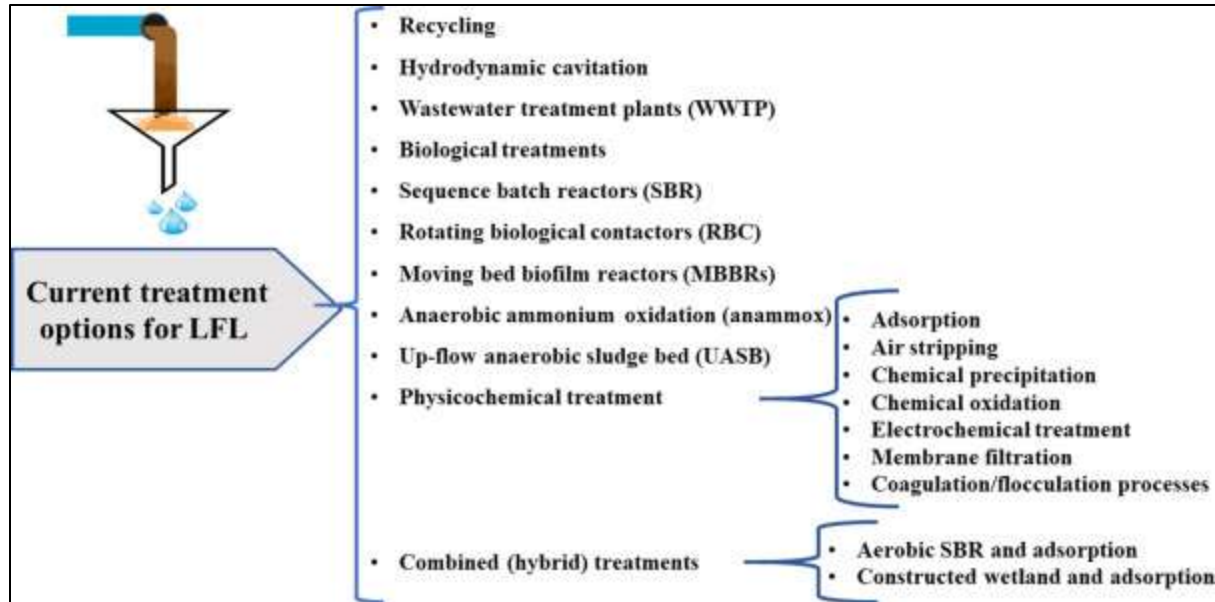 Current treatment
options for LFL
• Recycling
• Hydrodynamic cavitation
• Wastewater treatment plants (WWTP)
• Biological treatments
• Sequence batch reactors (SBR)
• Rotating biological contactors (RBC)
• Moving bed biofilm reactors (MBBRs)
• Anaerobic ammonium oxidation (anammox)
• Up-flow anaerobic sludge bed (UASB)
• Physicochemical treatment
• Adsorption
• Air stripping
• Chemical precipitation
• Chemical oxidation
• Electrochemical treatment
• Membrane filtration
• Coagulation/flocculation processes
• Combined (hybrid) treatments
• Aerobic SBR and adsorption
• Constructed wetland and adsorption